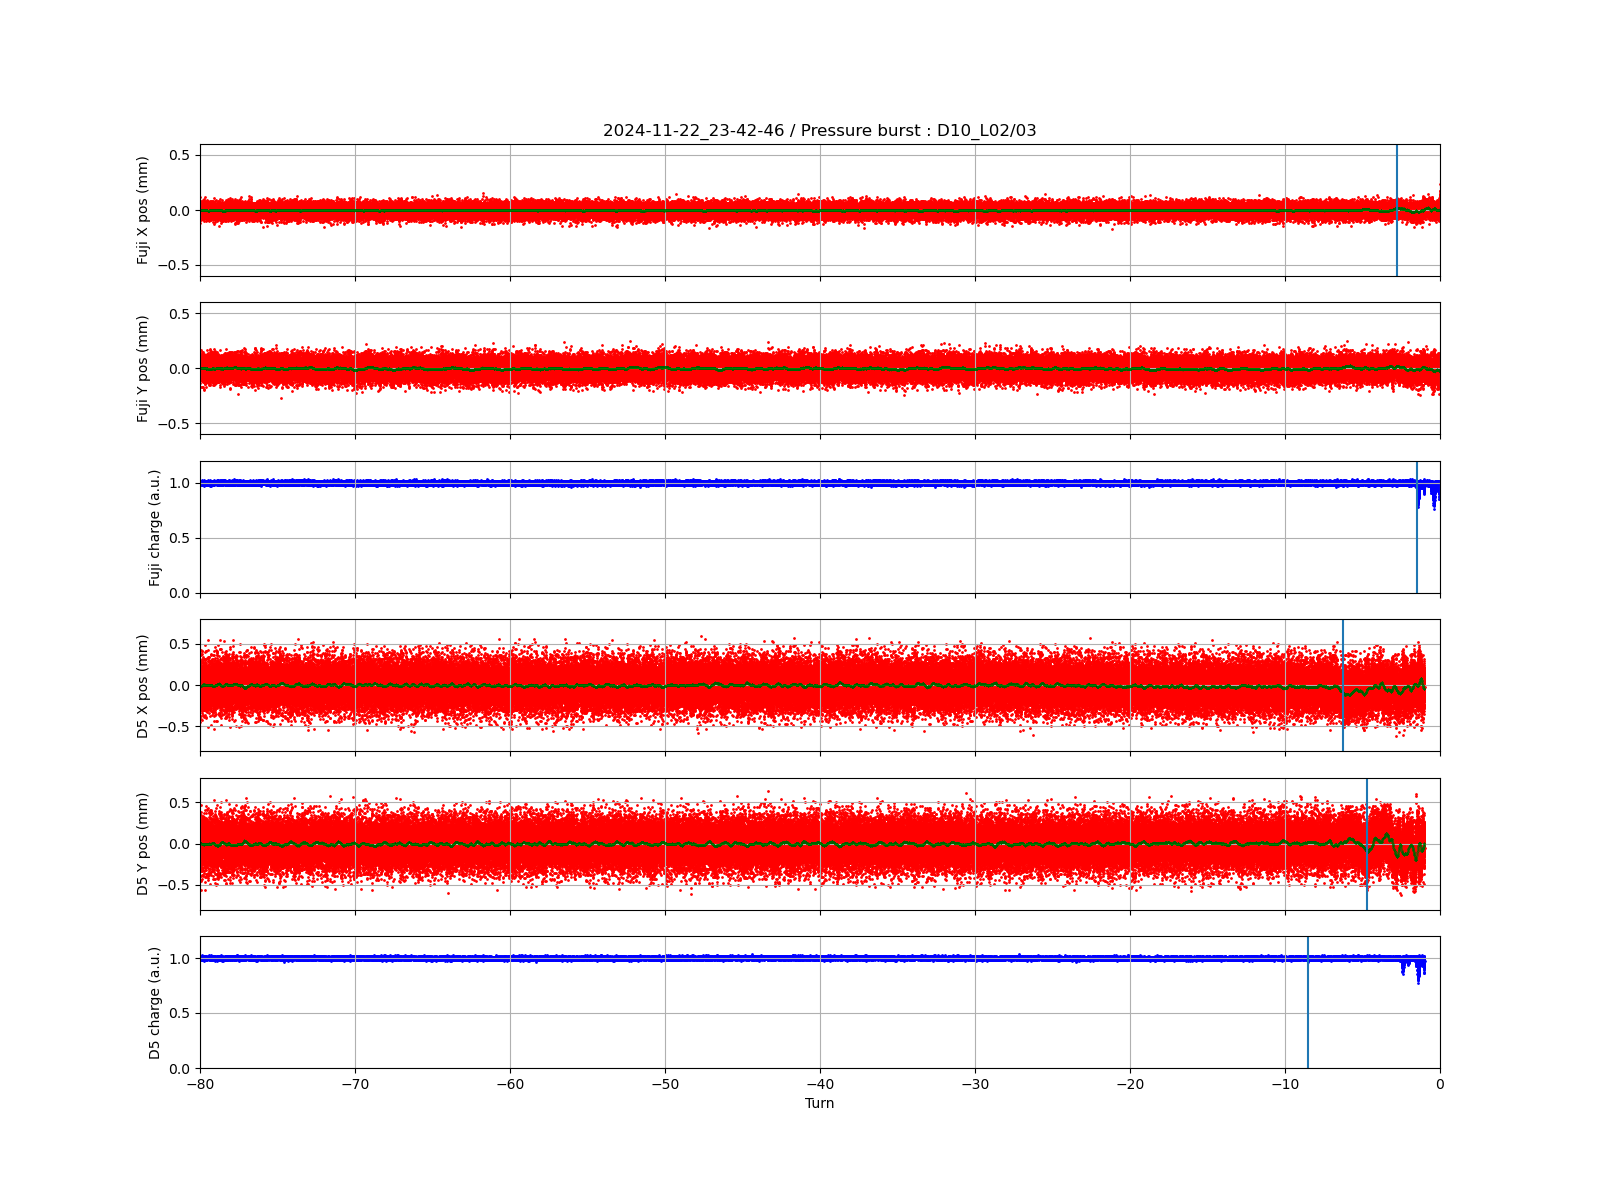 2024-11-22_23-42-46 / Pressure burst : D10_L02/03
Fuji X pos (mm)
0.5
0.0
−0.5
Fuji Y pos (mm)
0.5
0.0
−0.5
Fuji charge (a.u.)
1.0
0.5
0.0
D5 X pos (mm)
0.5
0.0
−0.5
D5 Y pos (mm)
0.5
0.0
−0.5
D5 charge (a.u.)
1.0
0.5
0.0
−80 −70 −60 −50 −40 −30 −20 −10 0
Turn